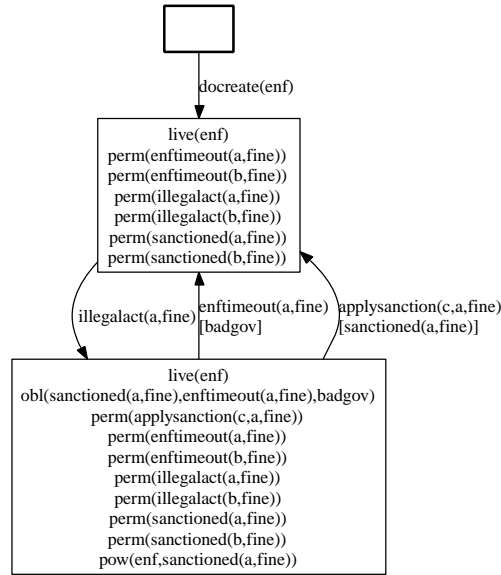 docreate(enf)
live(enf)
perm(enftimeout(a,fine))
perm(enftimeout(b,fine))
perm(illegalact(a,fine))
perm(illegalact(b,fine))
perm(sanctioned(a,fine))
perm(sanctioned(b,fine))
illegalact(a,fine)
enftimeout(a,fine)
[badgov]
applysanction(c,a,fine)
[sanctioned(a,fine)]
live(enf)
obl(sanctioned(a,fine),enftimeout(a,fine),badgov)
perm(applysanction(c,a,fine))
perm(enftimeout(a,fine))
perm(enftimeout(b,fine))
perm(illegalact(a,fine))
perm(illegalact(b,fine))
perm(sanctioned(a,fine))
perm(sanctioned(b,fine))
pow(enf,sanctioned(a,fine))